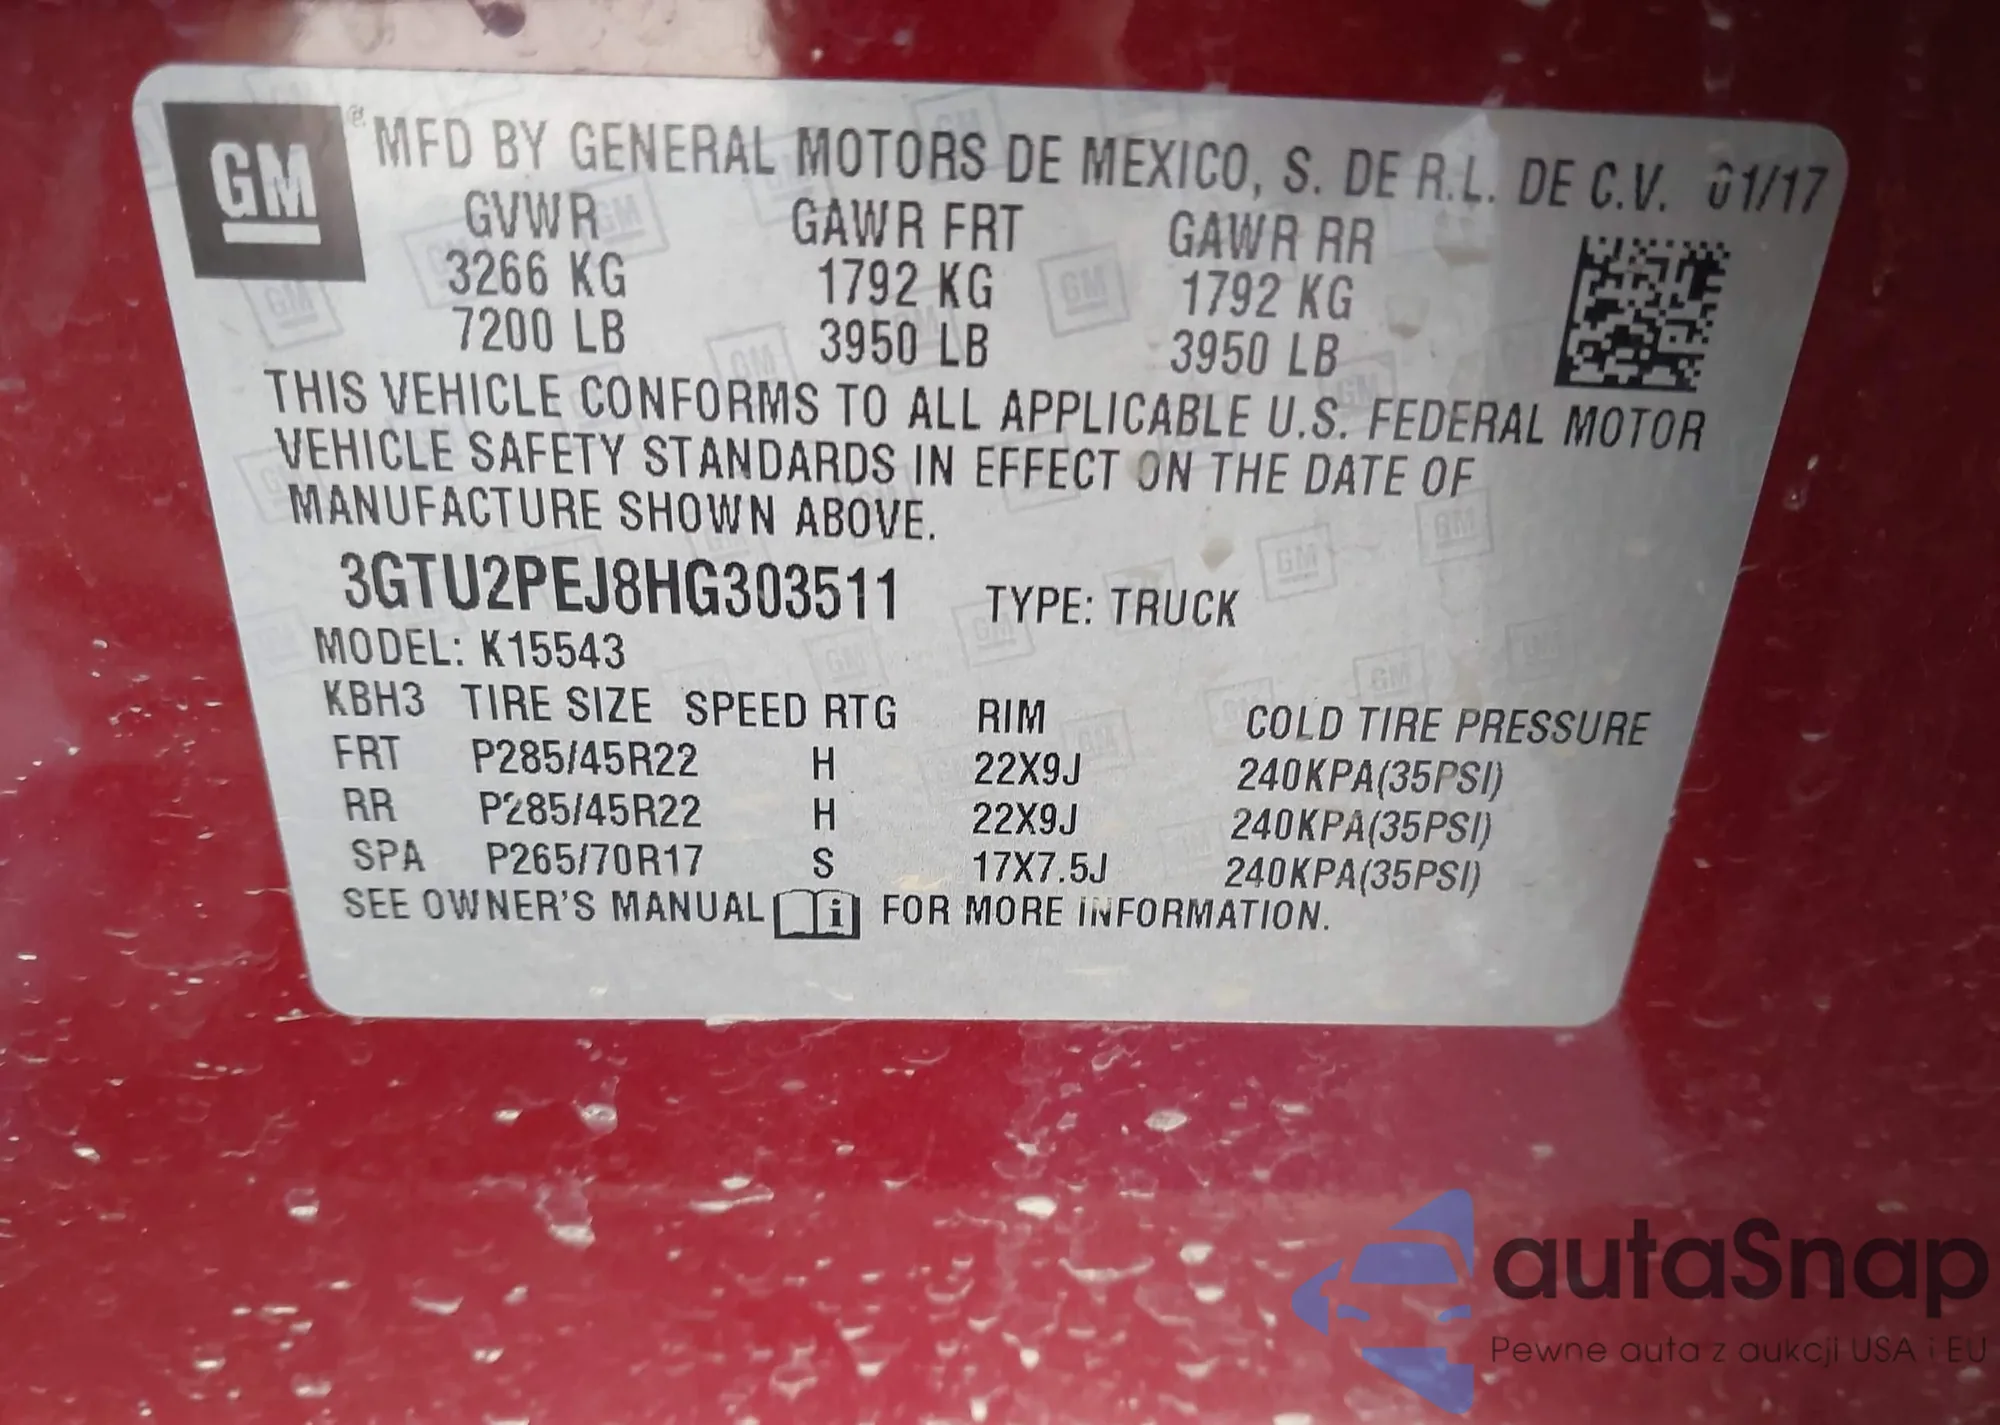 GM
® MFD BY GENERAL MOTORS DE MEXICO, S. DE R.L. DE C.V. 01/17
GVWR GAWR FRT GAWR RR
3266 KG 1792 KG 1792 KG
7200 LB 3950 LB 3950 LB
THIS VEHICLE CONFORMS TO ALL APPLICABLE U.S. FEDERAL MOTOR
VEHICLE SAFETY STANDARDS IN EFFECT ON THE DATE OF
MANUFACTURE SHOWN ABOVE.
3GTU2PEJ8HG303511 TYPE: TRUCK
MODEL: K15543
KBH3 TIRE SIZE SPEED RTG RIM COLD TIRE PRESSURE
FRT P285/45R22 H 22X9J 240KPA(35PSI)
RR P285/45R22 H 22X9J 240KPA(35PSI)
SPA P265/70R17 S 17X7.5J 240KPA(35PSI)
SEE OWNER'S MANUAL i FOR MORE INFORMATION.
autoSnap
Pewne auta z aukcji USA i EU